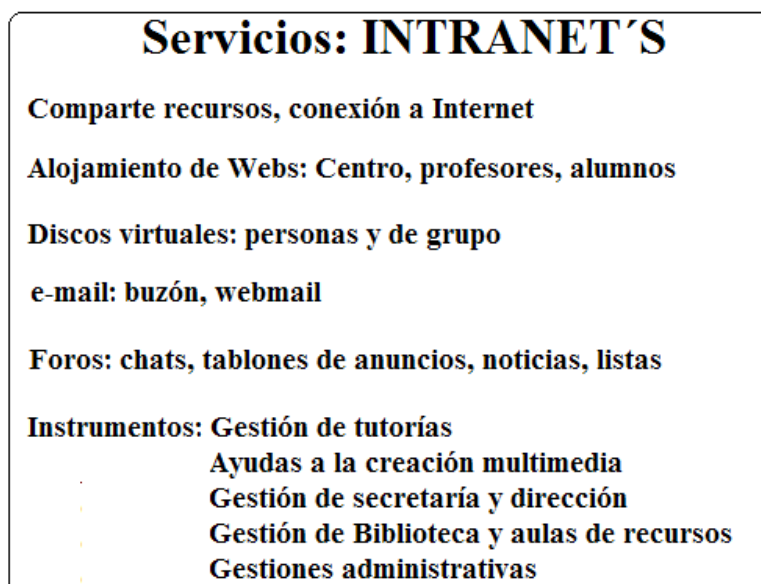 Servicios: INTRANET´S
Comparte recursos, conexión a Internet
Alojamiento de Webs: Centro, profesores, alumnos
Discos virtuales: personas y de grupo
e-mail: buzón, webmail
Foros: chats, tablones de anuncios, noticias, listas
Instrumentos: Gestión de tutorías
Ayudas a la creación multimedia
Gestión de secretaría y dirección
Gestión de Biblioteca y aulas de recursos
Gestiones administrativas